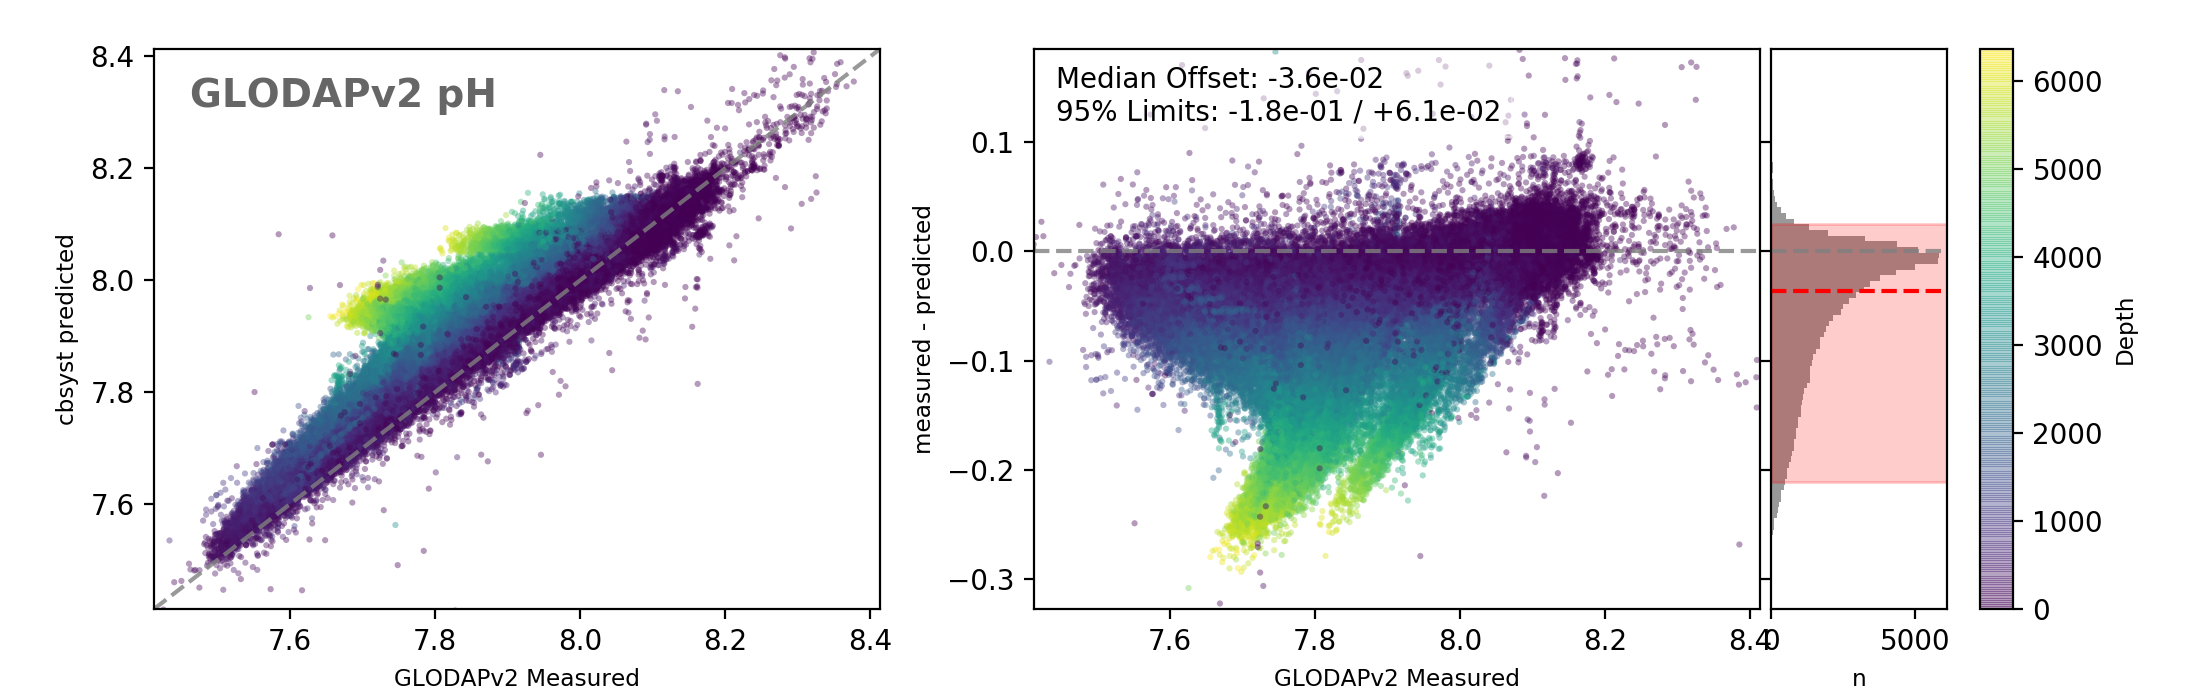 GLODAPv2 pH
8.4
8.2
8.0
7.8
7.6
cbsyst predicted
7.6 7.8 8.0 8.2 8.4
GLODAPv2 Measured
Median Offset: -3.6e-02
95% Limits: -1.8e-01 / +6.1e-02
0.1
0.0
−0.1
−0.2
−0.3
measured - predicted
7.6 7.8 8.0 8.2 8.4
GLODAPv2 Measured
0 5000
n
6000
5000
4000
3000
2000
1000
0
Depth